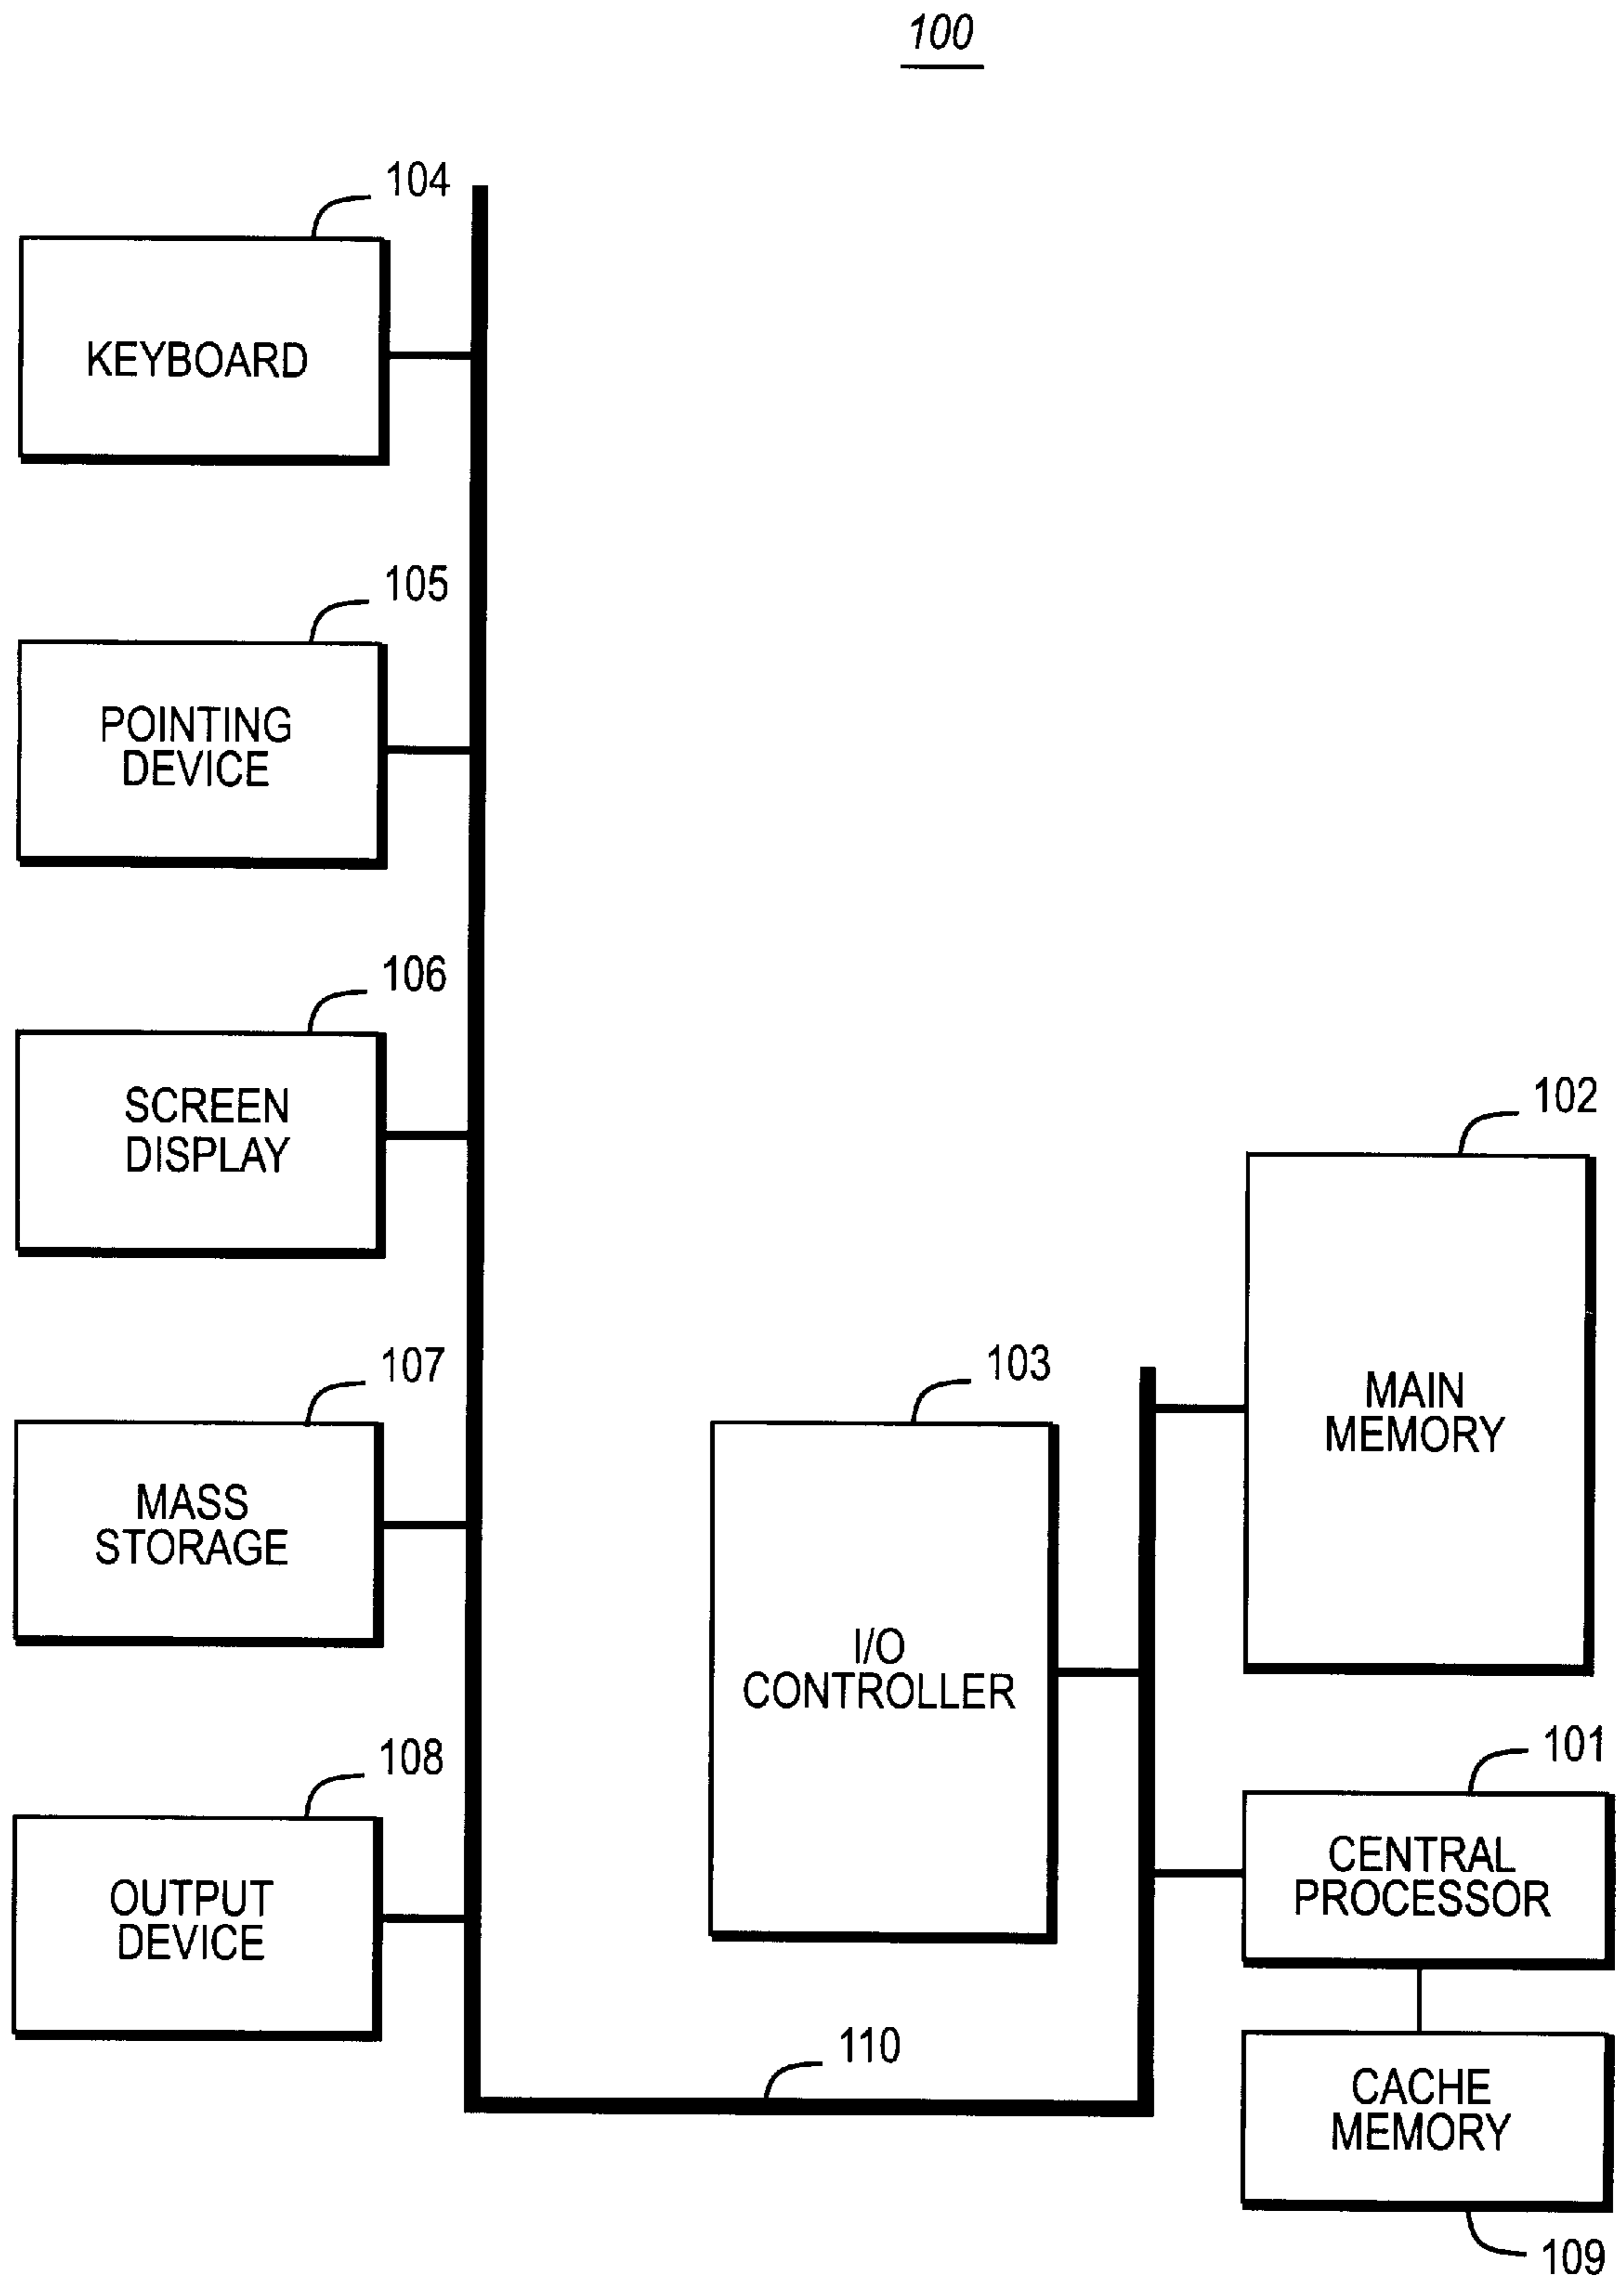 100
104
KEYBOARD
105
POINTING
DEVICE
106
SCREEN
DISPLAY
107
MASS
STORAGE
108
OUTPUT
DEVICE
103
I/O
CONTROLLER
102
MAIN
MEMORY
101
CENTRAL
PROCESSOR
110
CACHE
MEMORY
109